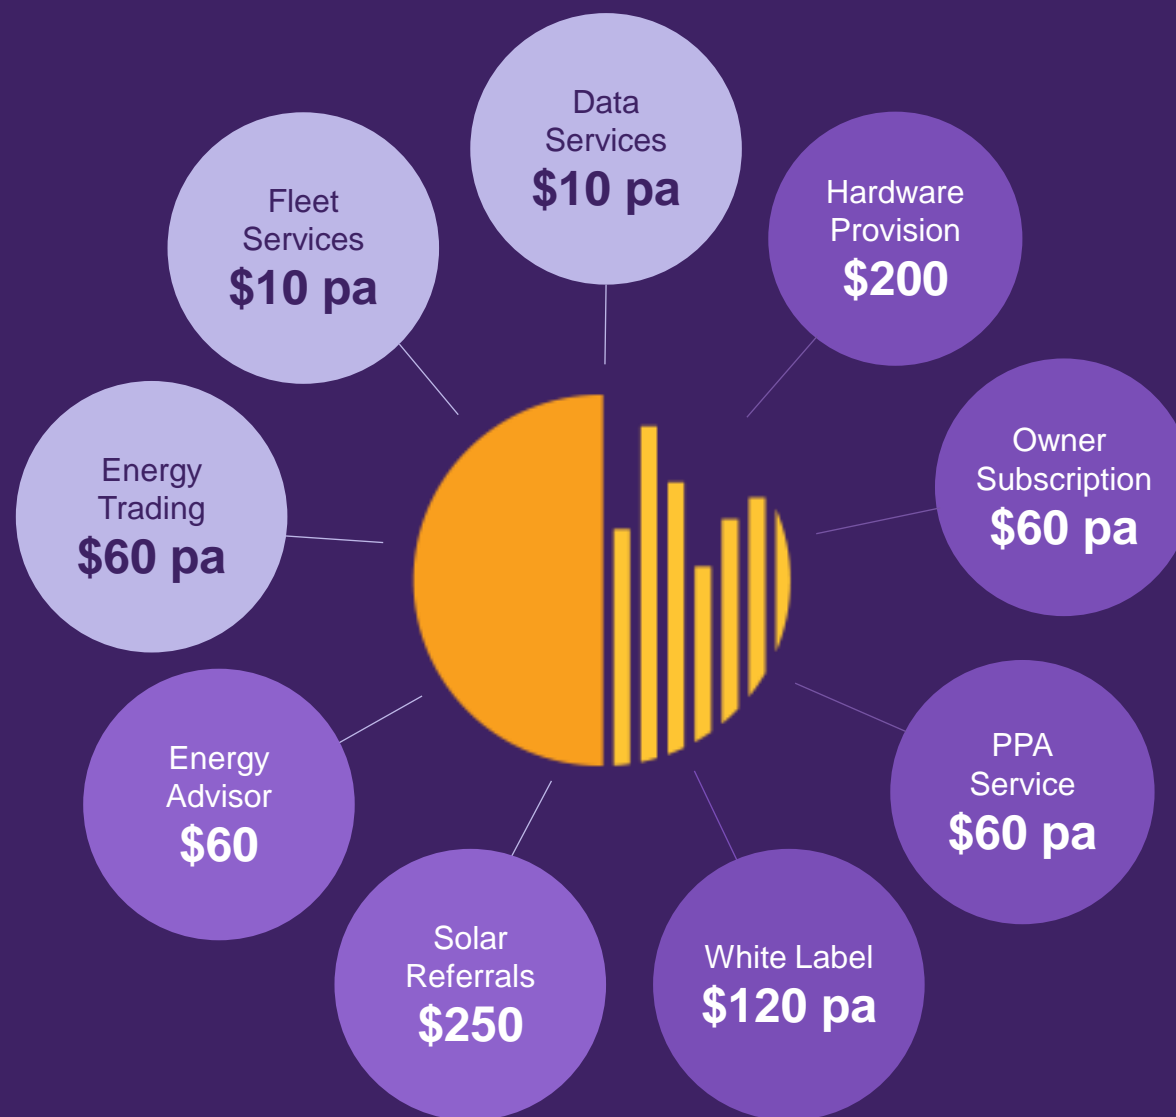 Data
Services
$10 pa
Hardware
Provision
$200
Owner
Subscription
$60 pa
PPA
Service
$60 pa
White Label
$120 pa
Solar
Referrals
$250
Energy
Advisor
$60
Energy
Trading
$60 pa
Fleet
Services
$10 pa